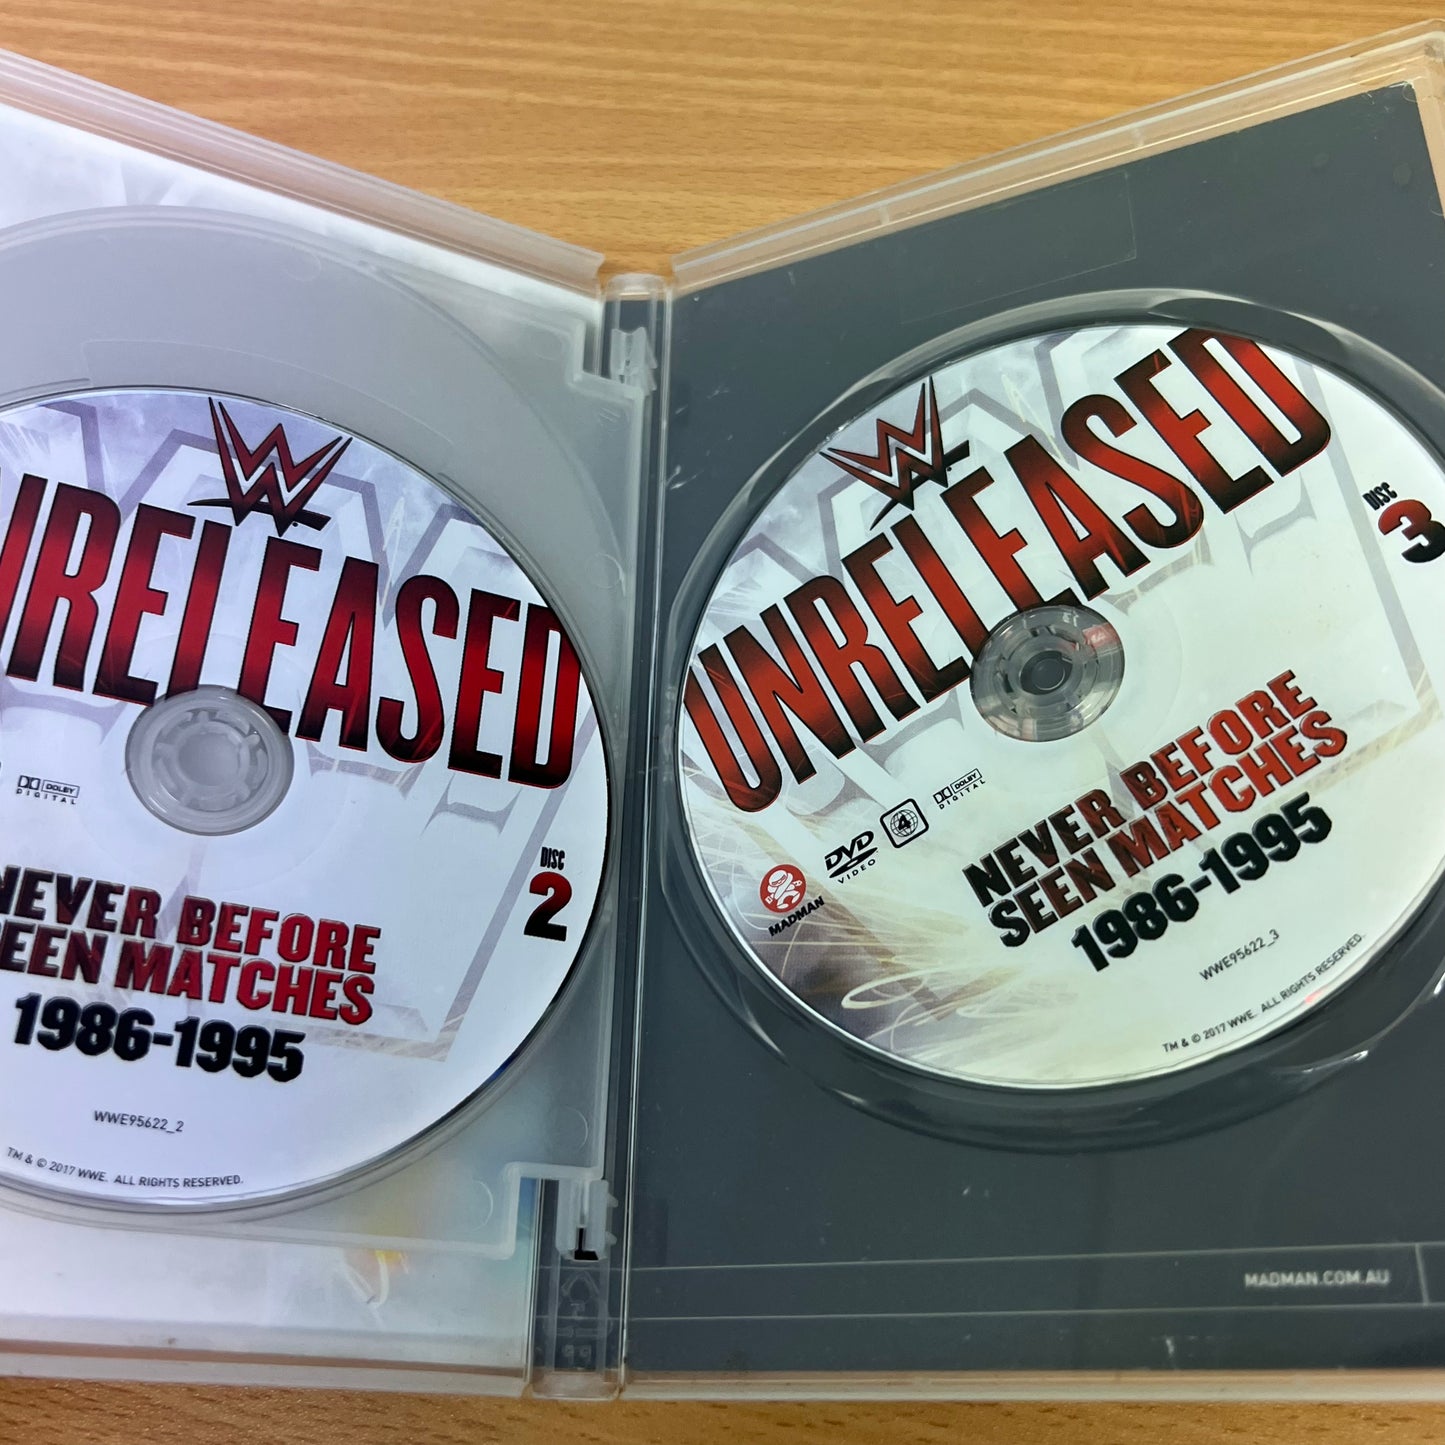 W
UNRELEASED
DOLBY
DIGITAL
DISC
2
NEVER BEFORE
SEEN MATCHES
1986-1995
WWE95622_2
TM & © 2017 WWE. ALL RIGHTS RESERVED.
W
UNRELEASED
DISC
3
MADMAN
DVD
VIDEO
4
DOLBY
DIGITAL
NEVER BEFORE
SEEN MATCHES
1986-1995
WWE95622_3
TM & © 2017 WWE. ALL RIGHTS RESERVED.
MADMAN.COM.AU